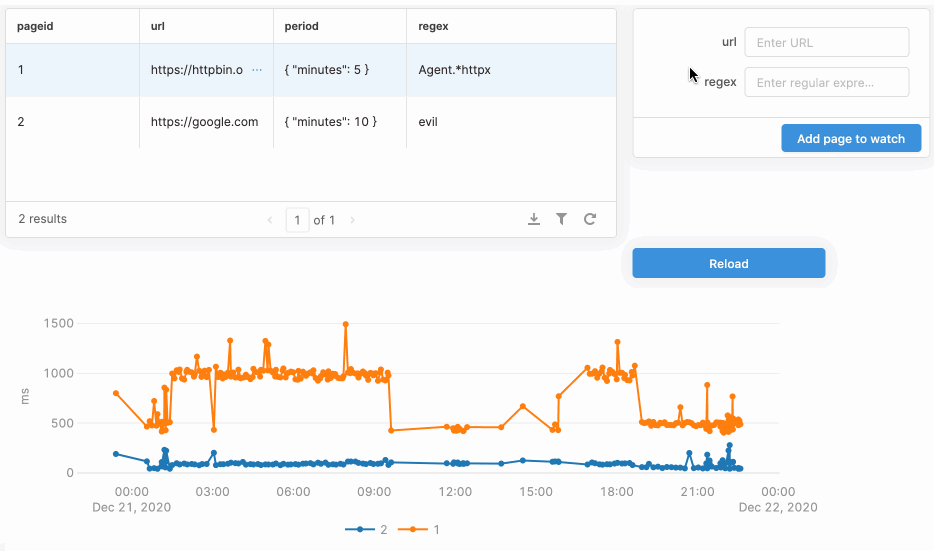 pageid url period regex
1 https://httpbin.o ··· { "minutes": 5 } Agent.*httpx
2 https://google.com { "minutes": 10 } evil
2 results 1 of 1
url Enter URL
regex Enter regular expre...
Add page to watch
Reload
1500
1000
500
0
ms
00:00 03:00 06:00 09:00 12:00 15:00 18:00 21:00 00:00
Dec 21, 2020 Dec 22, 2020
2 1